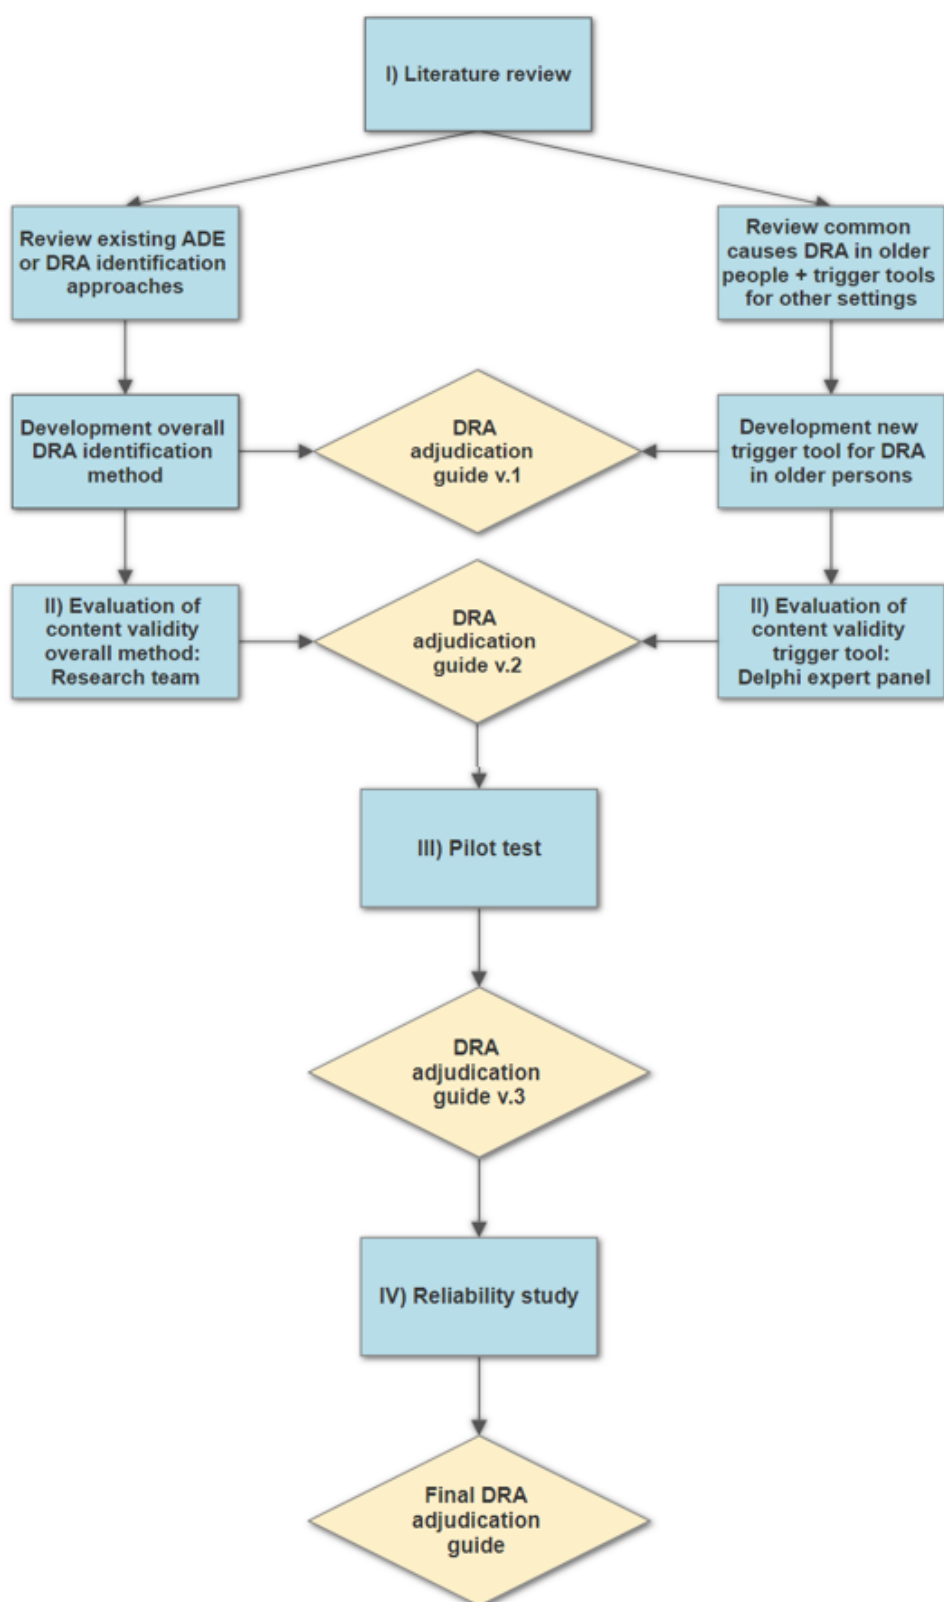 I) Literature review
Review existing ADE
or DRA identification
approaches
Review common
causes DRA in older
people + trigger tools
for other settings
Development overall
DRA identification
method
DRA
adjudication
guide v.1
Development new
trigger tool for DRA
in older persons
II) Evaluation of
content validity
overall method:
Research team
DRA
adjudication
guide v.2
II) Evaluation of
content validity
trigger tool:
Delphi expert panel
III) Pilot test
DRA
adjudication
guide v.3
IV) Reliability study
Final DRA
adjudication
guide